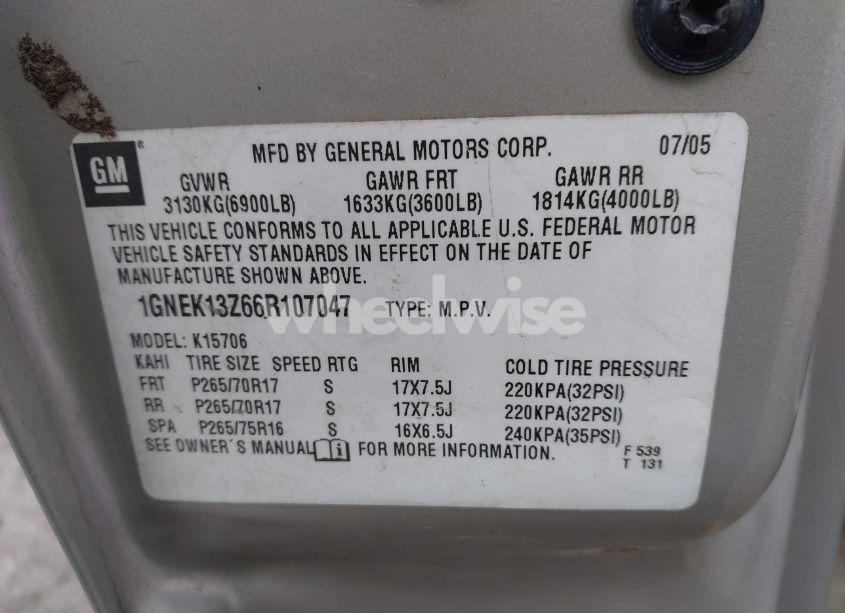 GM ®
MFD BY GENERAL MOTORS CORP. 07/05
GVWR GAWR FRT GAWR RR
3130KG(6900LB) 1633KG(3600LB) 1814KG(4000LB)
THIS VEHICLE CONFORMS TO ALL APPLICABLE U.S. FEDERAL MOTOR
VEHICLE SAFETY STANDARDS IN EFFECT ON THE DATE OF
MANUFACTURE SHOWN ABOVE.
1GNEK13Z66R107047 TYPE: M.P.V.
wheelwise
MODEL: K15706
KAHI TIRE SIZE SPEED RTG RIM COLD TIRE PRESSURE
FRT P265/70R17 S 17X7.5J 220KPA(32PSI)
RR P265/70R17 S 17X7.5J 220KPA(32PSI)
SPA P265/75R16 S 16X6.5J 240KPA(35PSI)
SEE OWNER'S MANUAL i FOR MORE INFORMATION.
F 539
T 131